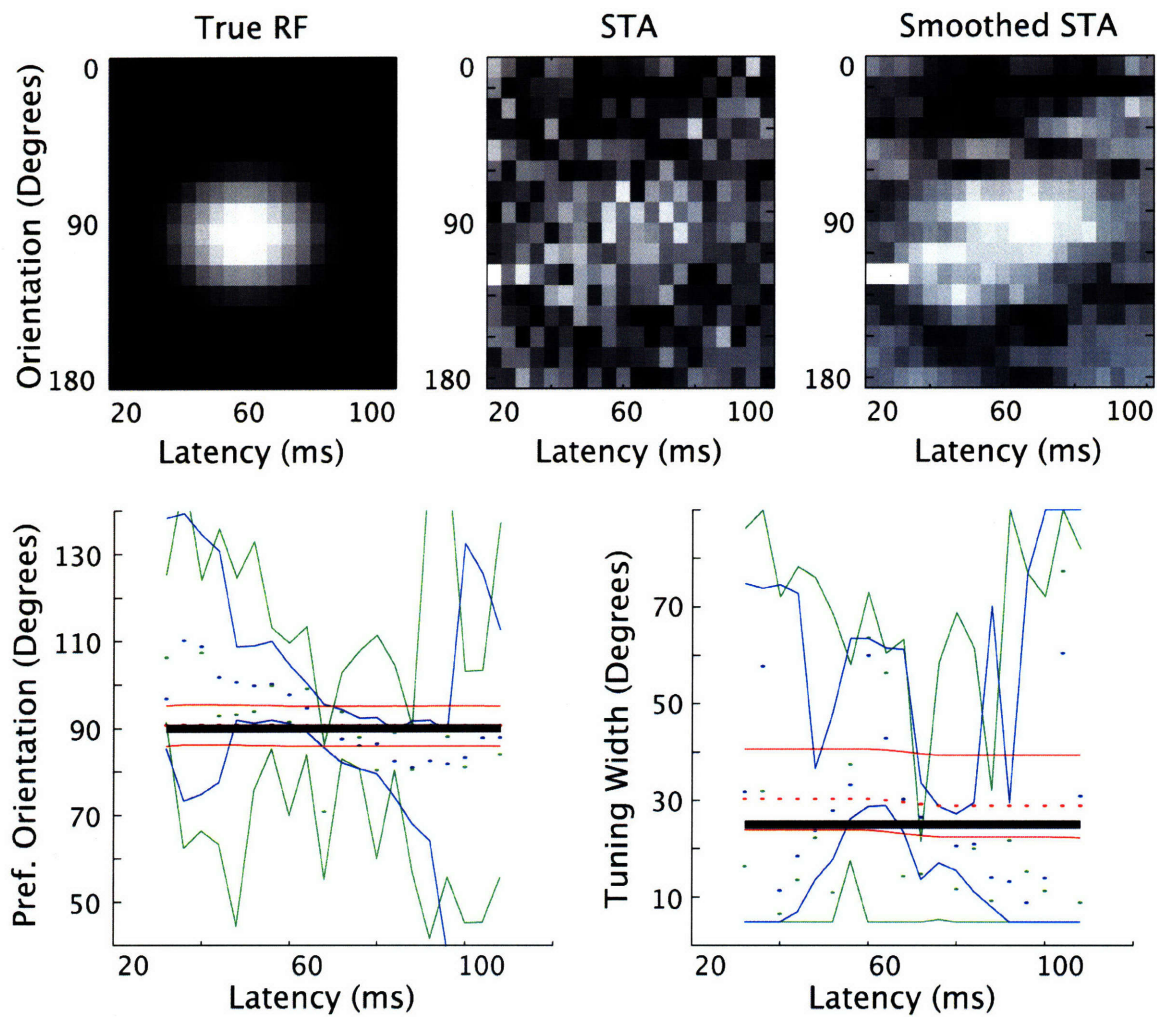 True RF
STA
Smoothed STA
Orientation (Degrees)
0
90
180
0
90
180
0
90
180
20 60 100
20 60 100
20 60 100
Latency (ms)
Latency (ms)
Latency (ms)
Pref. Orientation (Degrees)
130
110
90
70
50
20 60 100
Latency (ms)
Tuning Width (Degrees)
70
50
30
10
20 60 100
Latency (ms)